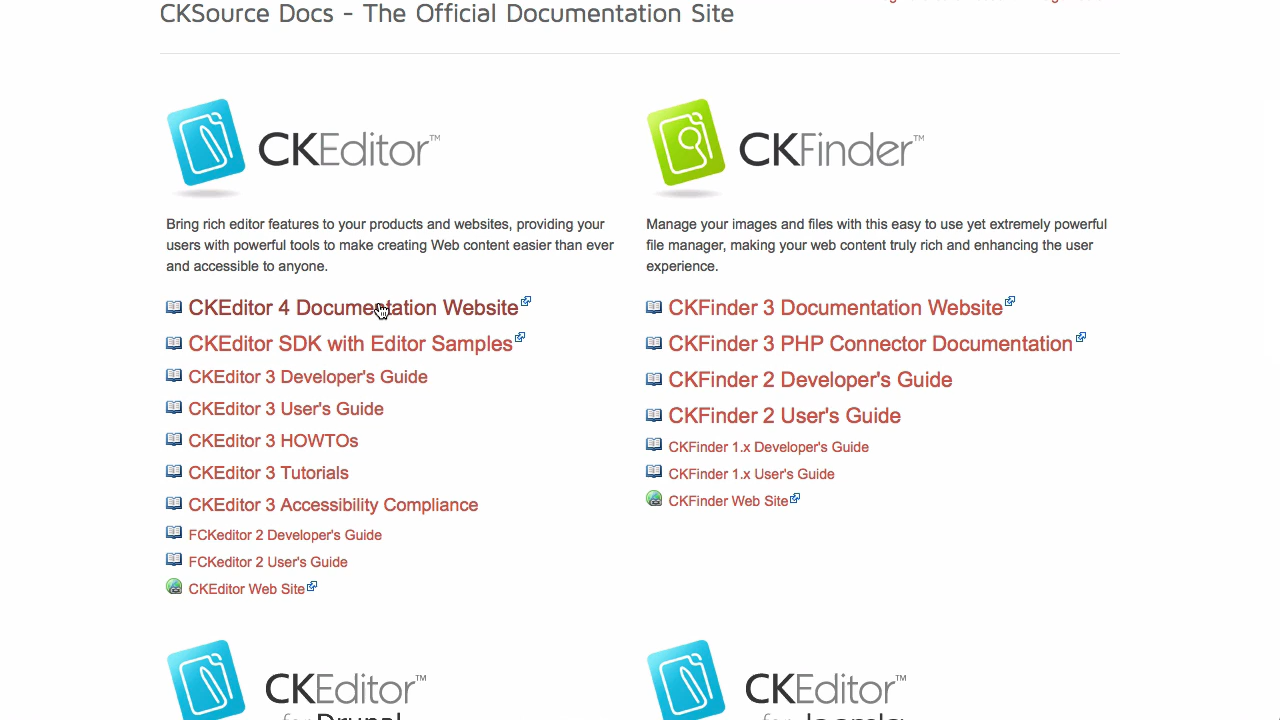 CKSource Docs - The Official Documentation Site
CKEditor™
Bring rich editor features to your products and websites, providing your
users with powerful tools to make creating Web content easier than ever
and accessible to anyone.
CKEditor 4 Documentation Website
CKEditor SDK with Editor Samples
CKEditor 3 Developer's Guide
CKEditor 3 User's Guide
CKEditor 3 HOWTOs
CKEditor 3 Tutorials
CKEditor 3 Accessibility Compliance
FCKeditor 2 Developer's Guide
FCKeditor 2 User's Guide
CKEditor Web Site
CKFinder™
Manage your images and files with this easy to use yet extremely powerful
file manager, making your web content truly rich and enhancing the user
experience.
CKFinder 3 Documentation Website
CKFinder 3 PHP Connector Documentation
CKFinder 2 Developer's Guide
CKFinder 2 User's Guide
CKFinder 1.x Developer's Guide
CKFinder 1.x User's Guide
CKFinder Web Site
CKEditor™
for Drupal
CKEditor™
for Joomla